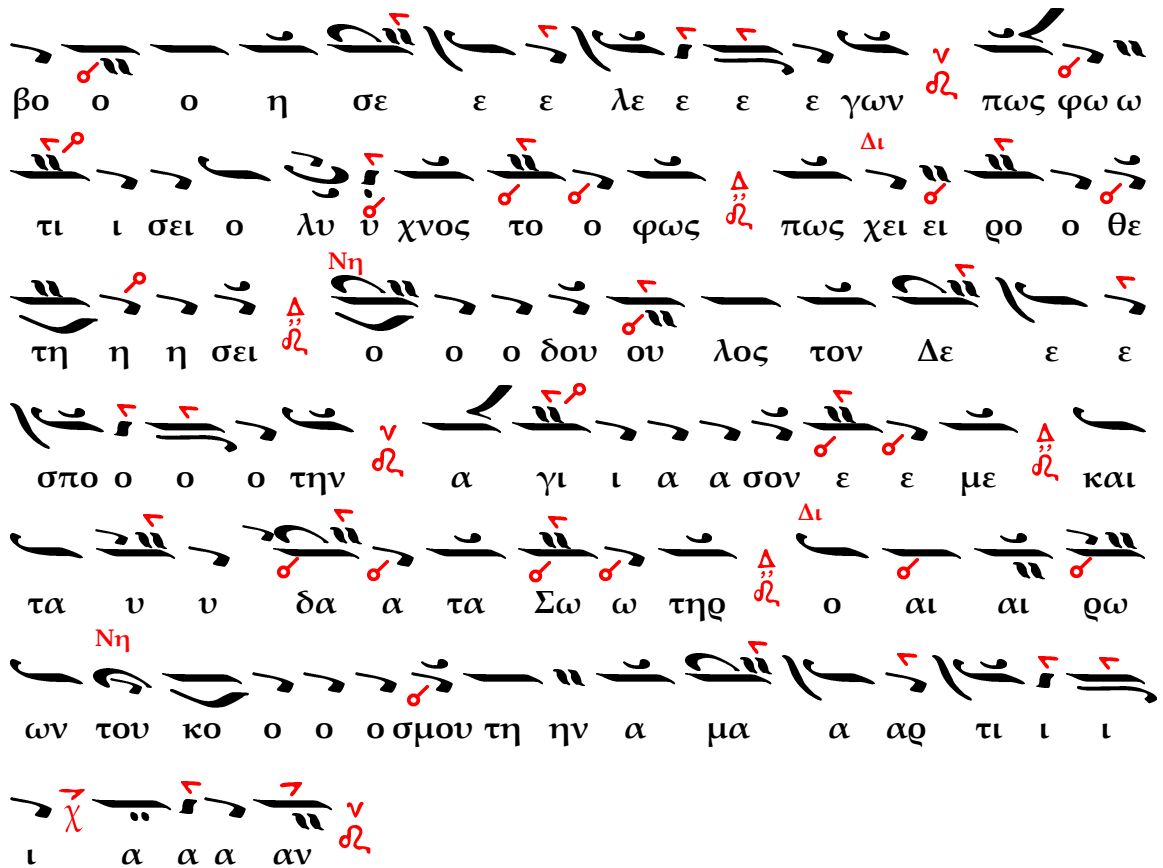 βο ο ο η σε ε ε λε ε ε ε γων πως φω ω
Δι
τι ι σει ο λυ υ χνος το ο φως πως χει ει ρο ο θε
Νη
τη η η σει ο ο ο δου ου λος τον Δε ε ε
σπο ο ο ο την α γι ι α α σον ε ε με και
Δι
τα υ υ δα α τα Σω ω τηρ ο αι αι ρω
Νη
ων του κο ο ο ο σμου τη ην α μα α αρ τι ι ι
ι α α α αν